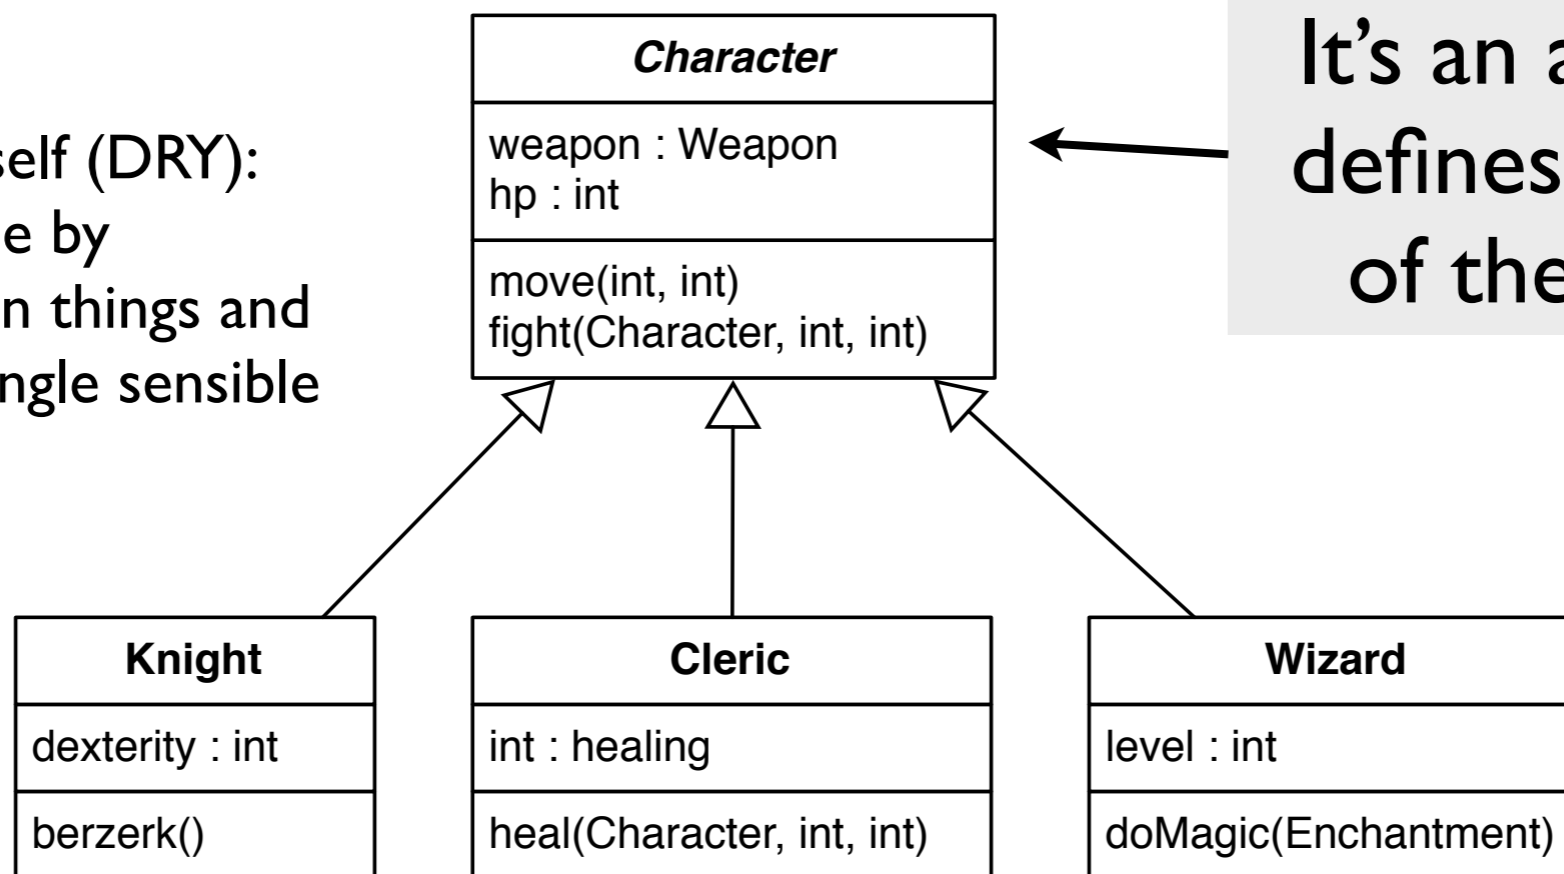 self (DRY):
e by
n things and
ngle sensible
Character
weapon : Weapon
hp : int
move(int, int)
fight(Character, int, int)
It’s an a
defines
of the
Knight
dexterity : int
berzerk()
Cleric
int : healing
heal(Character, int, int)
Wizard
level : int
doMagic(Enchantment)